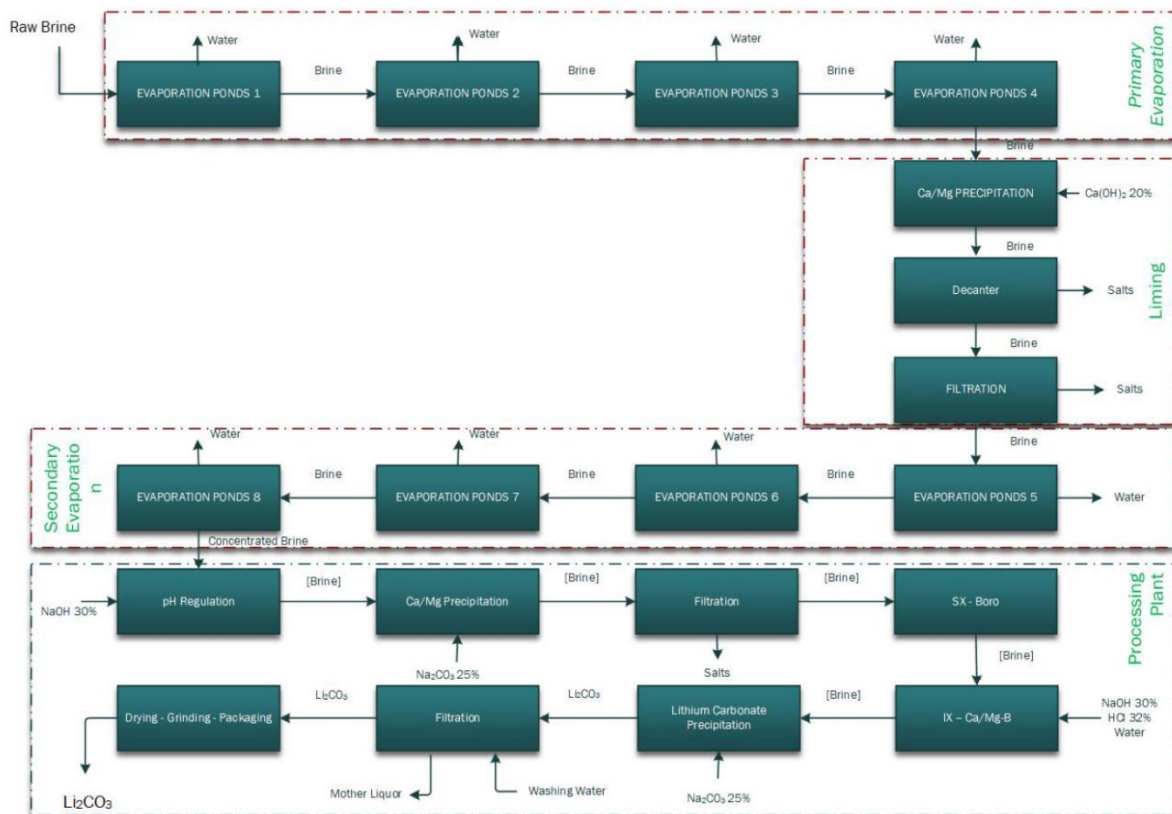 Raw Brine
Water
Water
Water
Water
EVAPORATION PONDS 1
Brine
EVAPORATION PONDS 2
Brine
EVAPORATION PONDS 3
Brine
EVAPORATION PONDS 4
Primary
Evaporation
Brine
Ca/Mg PRECIPITATION
Ca(OH)₂ 20%
Brine
Decanter
Salts
Liming
Brine
FILTRATION
Salts
Brine
Secondary
Evaporatio
n
Water
Water
Water
EVAPORATION PONDS 8
Brine
EVAPORATION PONDS 7
Brine
EVAPORATION PONDS 6
Brine
EVAPORATION PONDS 5
Water
Concentrated Brine
NaOH 30%
pH Regulation
[Brine]
Ca/Mg Precipitation
[Brine]
Filtration
[Brine]
SX - Boro
Processing
Plant
Na₂CO₃ 25%
Salts
[Brine]
Drying - Grinding - Packaging
Li₂CO₃
Filtration
Li₂CO₃
Lithium Carbonate
Precipitation
[Brine]
IX – Ca/Mg-B
NaOH 30%
HCl 32%
Water
Li₂CO₃
Mother Liquor
Washing Water
Na₂CO₃ 25%